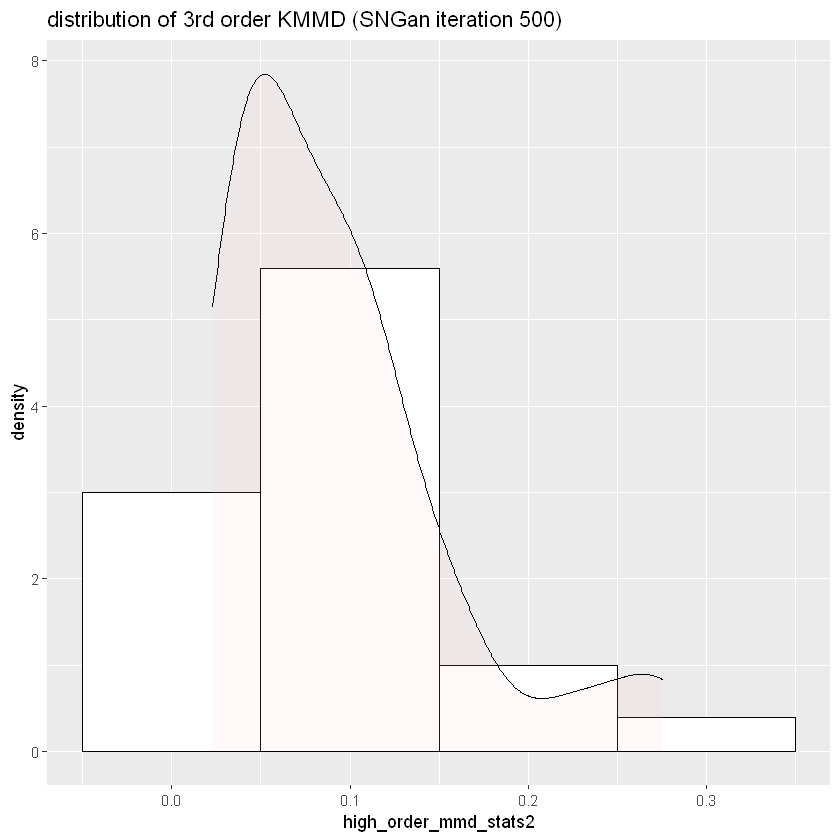 distribution of 3rd order KMMD (SNGan iteration 500)
8
6
4
2
0
density
0.0 0.1 0.2 0.3
high_order_mmd_stats2